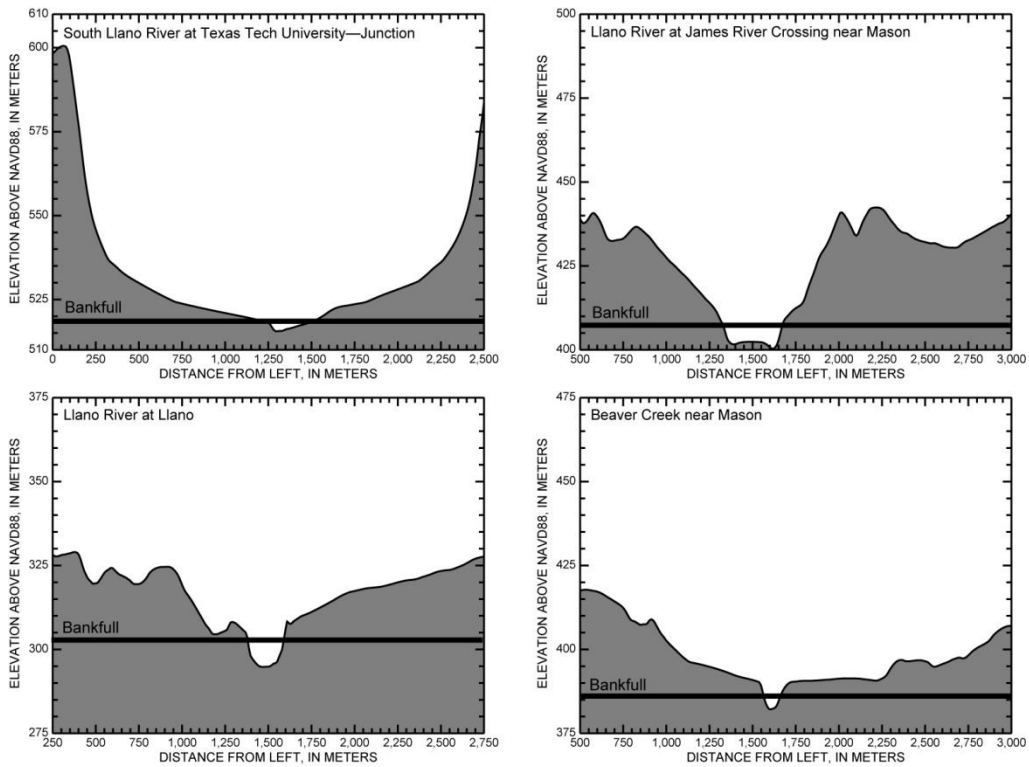 South Llano River at Texas Tech University—Junction
ELEVATION ABOVE NAVD88, IN METERS
600
575
550
525
510
Bankfull
0 250 500 750 1,000 1,250 1,500 1,750 2,000 2,250 2,500
DISTANCE FROM LEFT, IN METERS
Llano River at James River Crossing near Mason
ELEVATION ABOVE NAVD88, IN METERS
500
475
450
425
400
Bankfull
500 750 1,000 1,250 1,500 1,750 2,000 2,250 2,500 2,750 3,000
DISTANCE FROM LEFT, IN METERS
Llano River at Llano
ELEVATION ABOVE NAVD88, IN METERS
375
350
325
300
275
Bankfull
250 500 750 1,000 1,250 1,500 1,750 2,000 2,250 2,500 2,750
DISTANCE FROM LEFT, IN METERS
Beaver Creek near Mason
ELEVATION ABOVE NAVD88, IN METERS
475
450
425
400
375
Bankfull
500 750 1,000 1,250 1,500 1,750 2,000 2,250 2,500 2,750 3,000
DISTANCE FROM LEFT, IN METERS